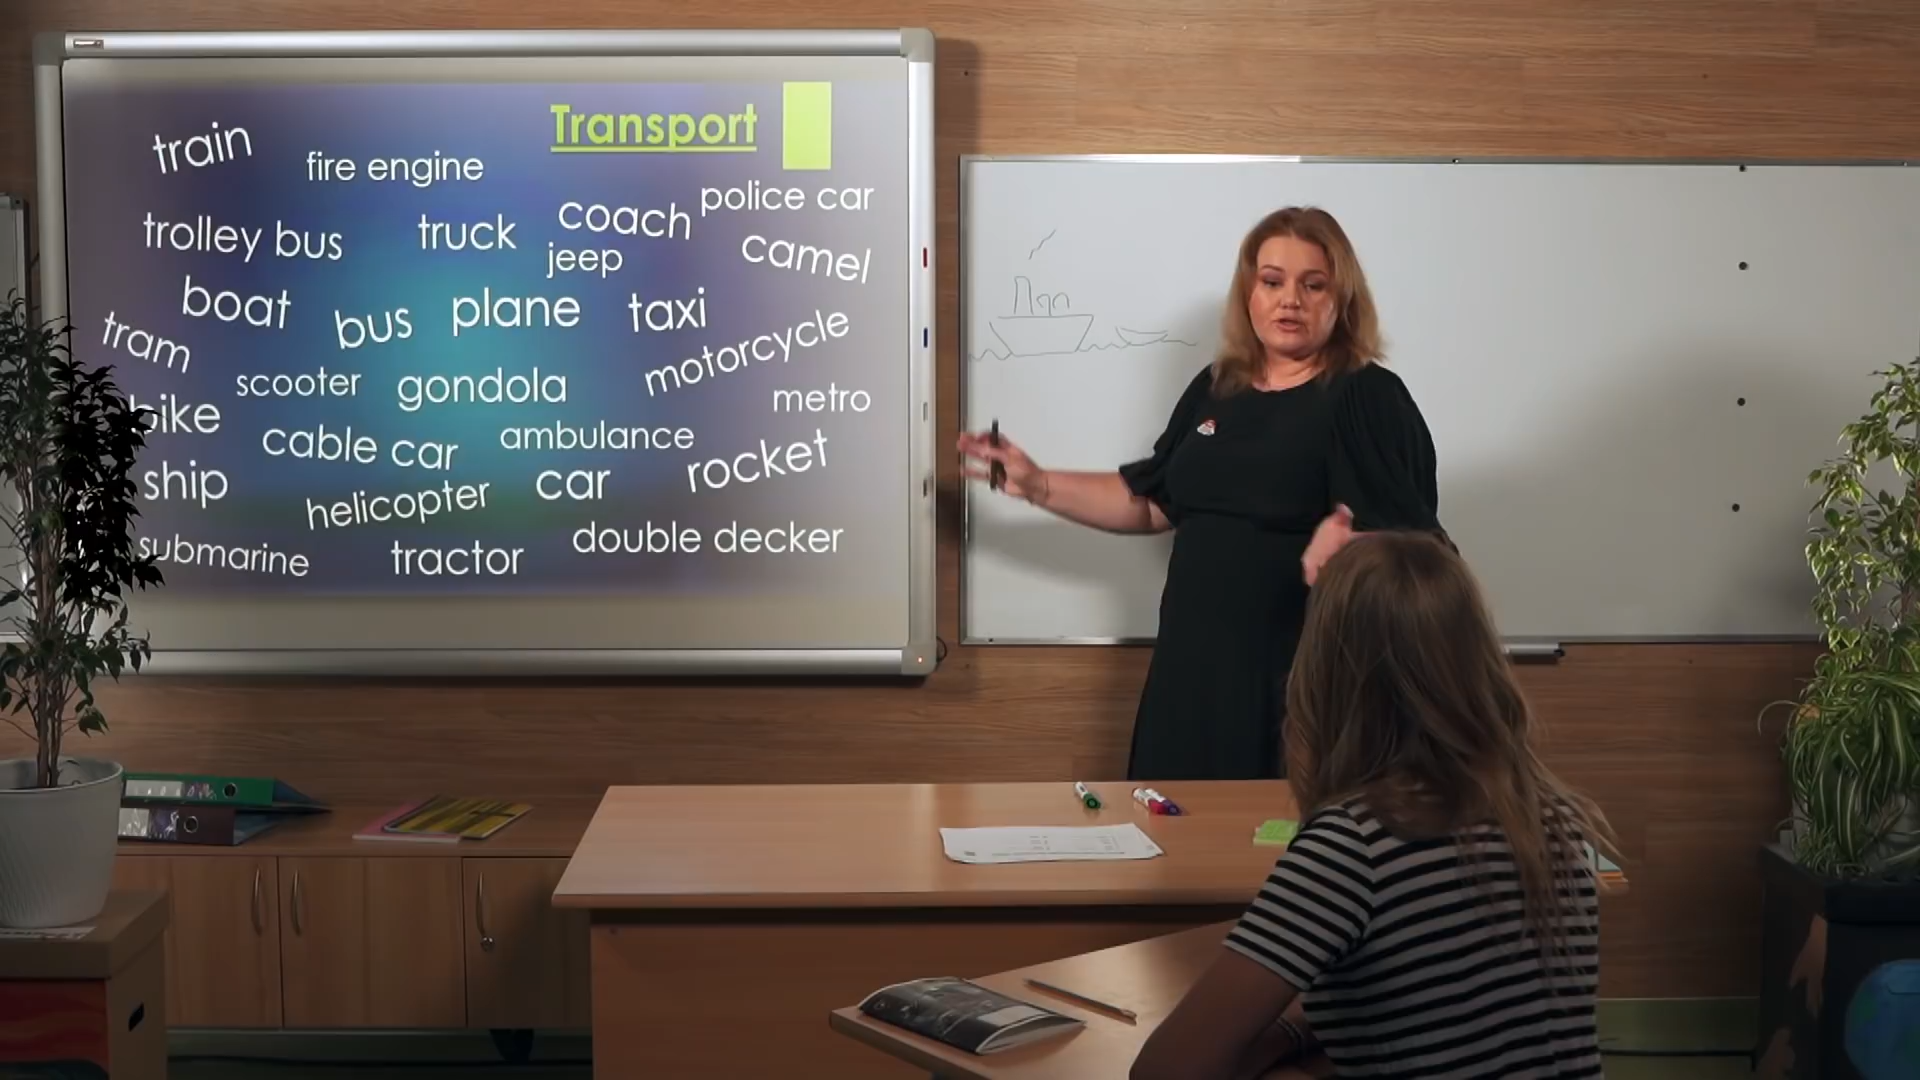 Transport
train
fire engine
police car
trolley bus
truck
coach
jeep
camel
boat
bus
plane
taxi
tram
motorcycle
scooter
gondola
metro
bike
cable car
ambulance
rocket
ship
helicopter
car
submarine
tractor
double decker